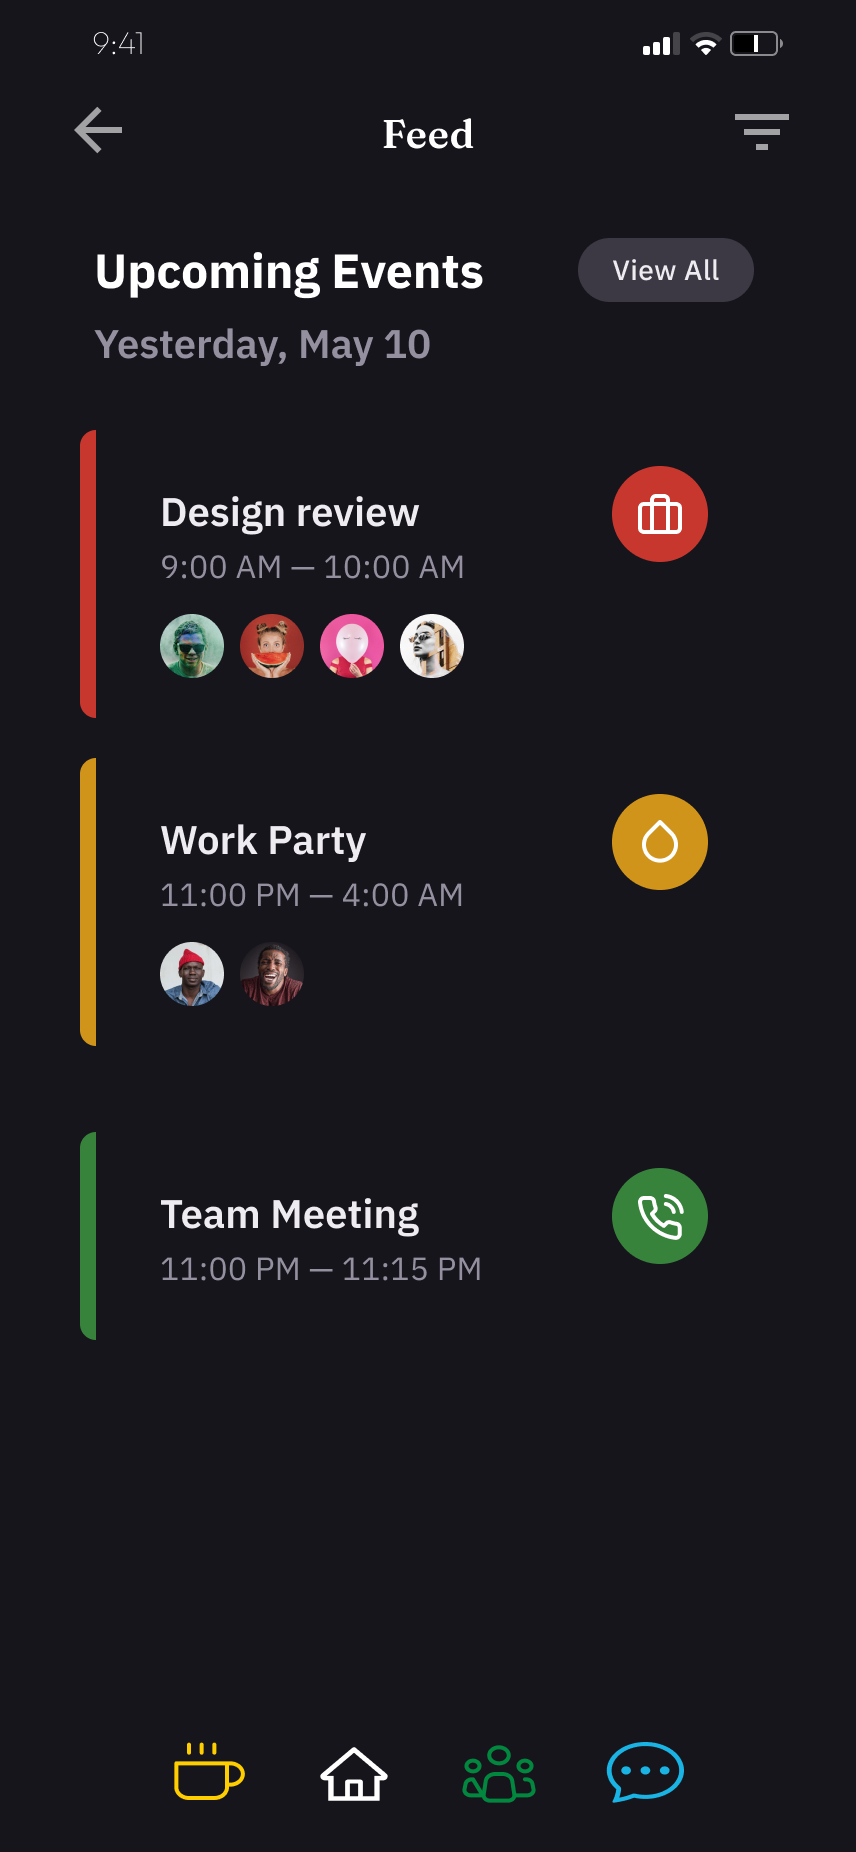 9:41
Feed
Upcoming Events
View All
Yesterday, May 10
Design review
9:00 AM — 10:00 AM
Work Party
11:00 PM — 4:00 AM
Team Meeting
11:00 PM — 11:15 PM